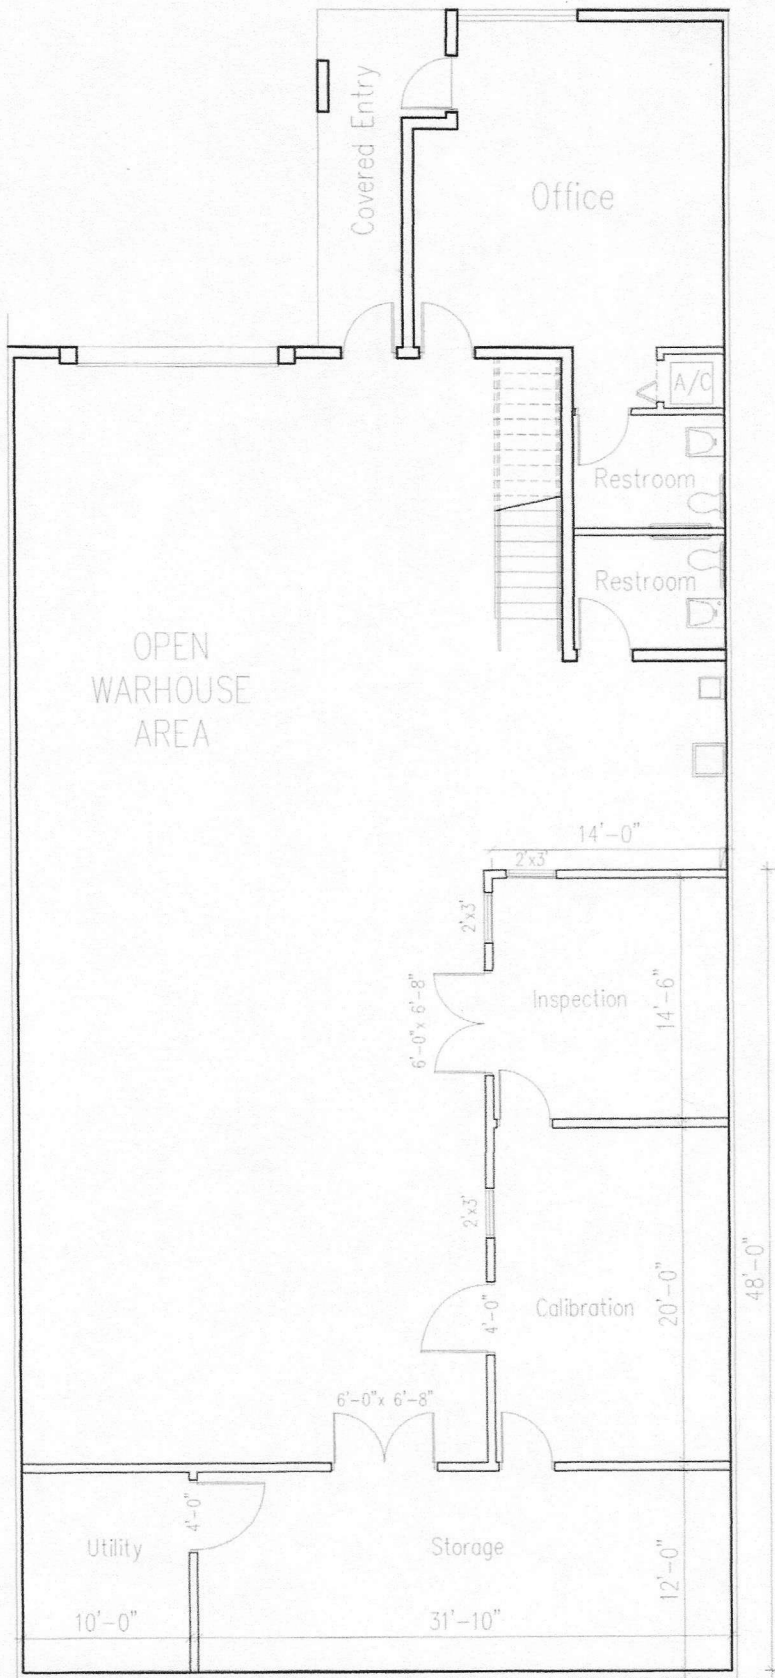 Covered Entry
Office
A/C
Restroom
Restroom
OPEN
WARHOUSE
AREA
14'-0"
2'x3'
2'x3'
6'-0"x 6'-8"
Inspection
14'-6"
2'x3'
4'-0"
Calibration
20'-0"
48'-0"
6'-0"x 6'-8"
4'-0"
Utility
Storage
12'-0"
10'-0"
31'-10"